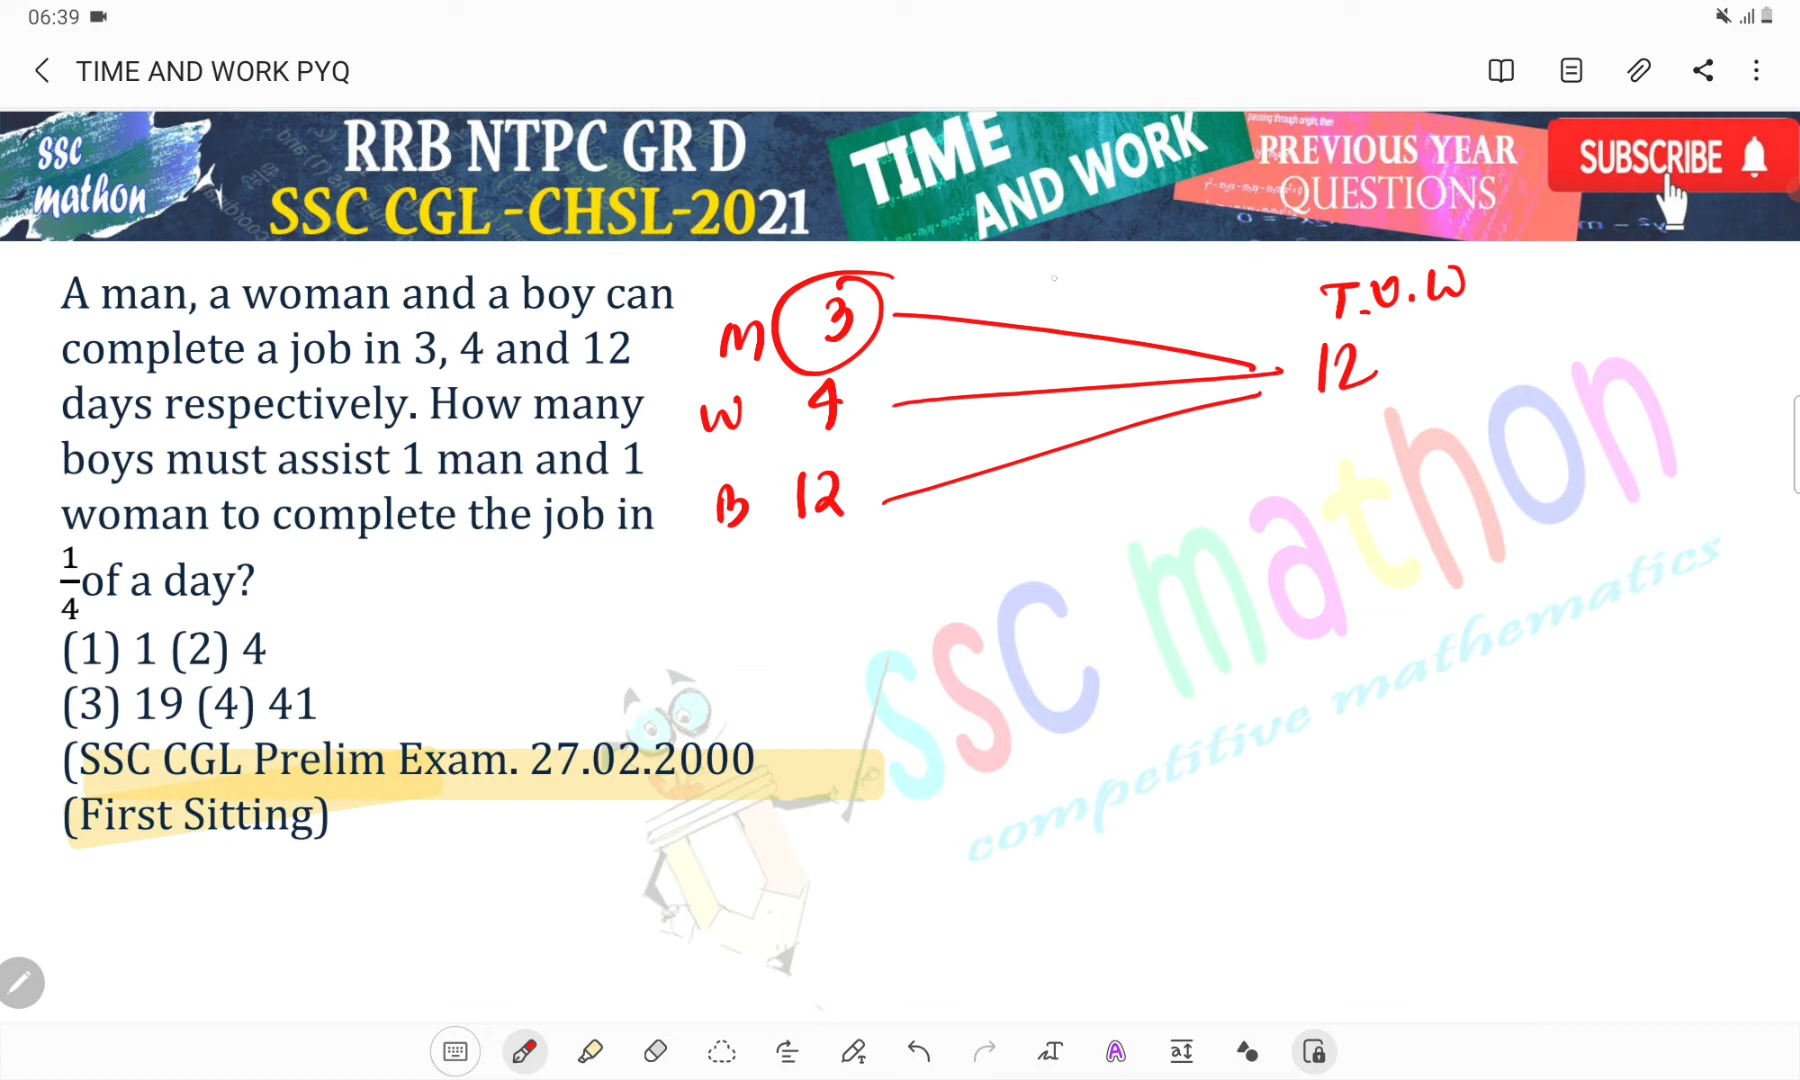 06:39
TIME AND WORK PYQ
ssc
mathon
RRB NTPC GR D
SSC CGL -CHSL-2021
TIME
AND WORK
passing through origin, then
PREVIOUS YEAR
QUESTIONS
SUBSCRIBE
A man, a woman and a boy can
complete a job in 3, 4 and 12
days respectively. How many
boys must assist 1 man and 1
woman to complete the job in
1/4 of a day?
(1) 1 (2) 4
(3) 19 (4) 41
(SSC CGL Prelim Exam. 27.02.2000
(First Sitting)
M 3
W 4
B 12
T.O.W
12
ssc mathon
competitive mathematics